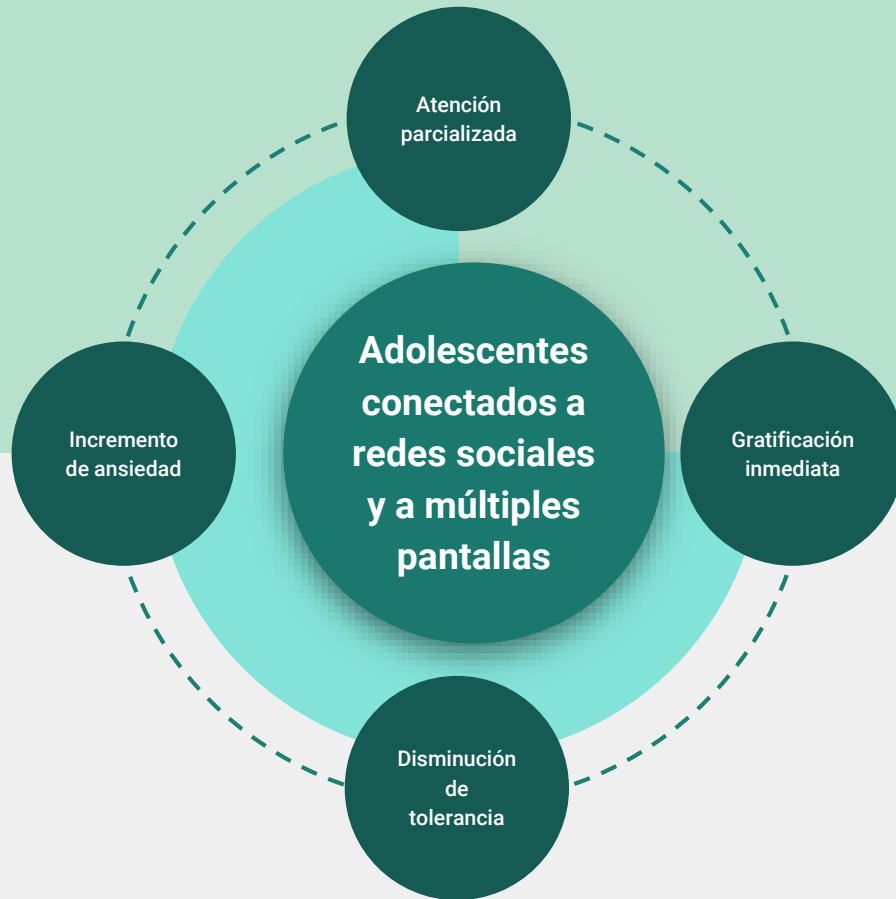 Atención
parcializada
Adolescentes
conectados a
redes sociales
y a múltiples
pantallas
Incremento
de ansiedad
Gratificación
inmediata
Disminución
de
tolerancia